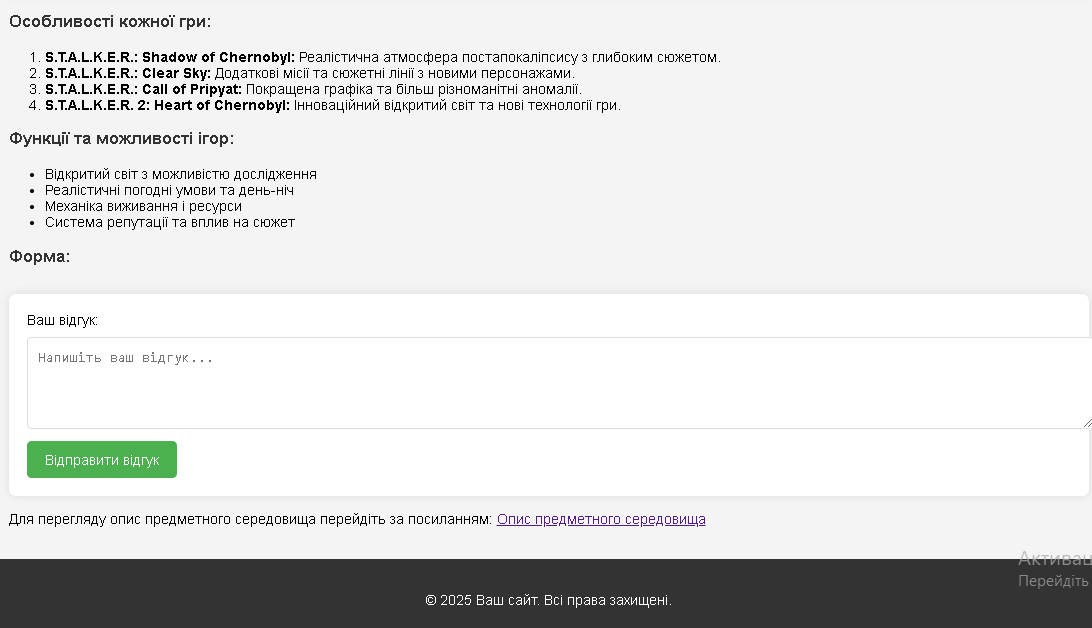 Особливості кожної гри:
1. S.T.A.L.K.E.R.: Shadow of Chernobyl: Реалістична атмосфера постапокаліпсису з глибоким сюжетом.
2. S.T.A.L.K.E.R.: Clear Sky: Додаткові місії та сюжетні лінії з новими персонажами.
3. S.T.A.L.K.E.R.: Call of Pripyat: Покращена графіка та більш різноманітні аномалії.
4. S.T.A.L.K.E.R. 2: Heart of Chernobyl: Інноваційний відкритий світ та нові технології гри.
Функції та можливості ігор:
• Відкритий світ з можливістю дослідження
• Реалістичні погодні умови та день-ніч
• Механіка виживання і ресурси
• Система репутації та вплив на сюжет
Форма:
Ваш відгук:
Напишіть ваш відгук...
Відправити відгук
Для перегляду опис предметного середовища перейдіть за посиланням: Опис предметного середовища
Перейдіть
© 2025 Ваш сайт. Всі права захищені.